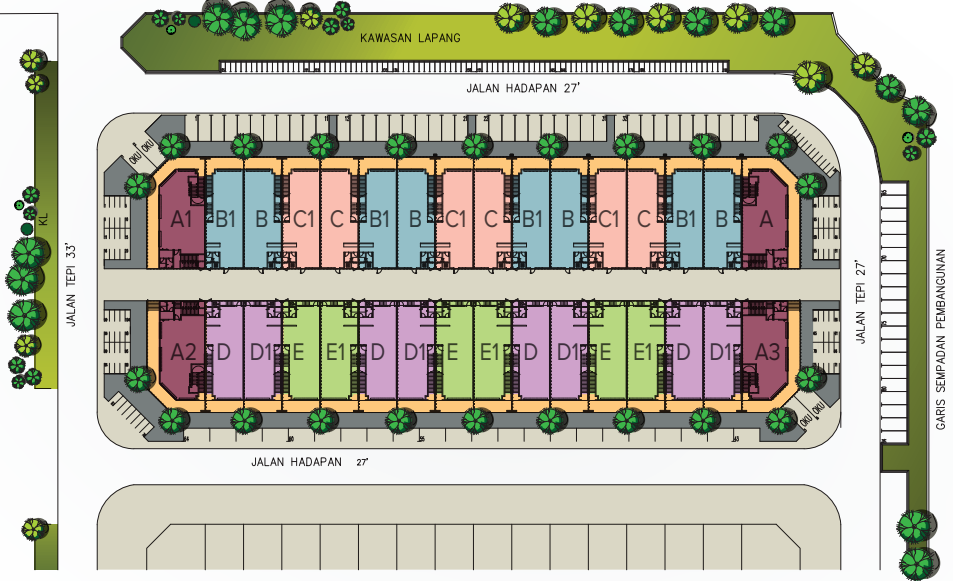 KAWASAN LAPANG
JALAN HADAPAN 27'
OKU OKU
A1 B1 B C1 C B1 B C1 C B1 B C1 C B1 B A
KL
JALAN TEPI 33'
JALAN TEPI 27'
GARIS SEMPADAN PEMBANGUNAN
A2 D D1 E E1 D D1 E E1 D D1 E E1 D D1 A3
OKU OKU
JALAN HADAPAN 27'